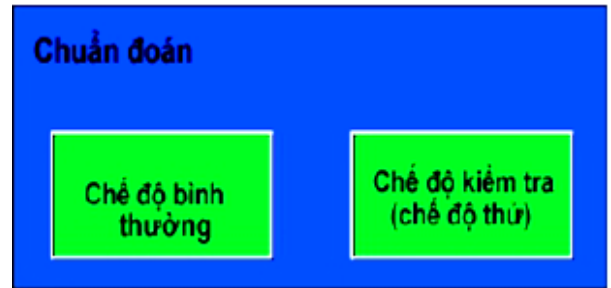 Chuẩn đoán
Chế độ bình
thường
Chế độ kiểm tra
(chế độ thử)